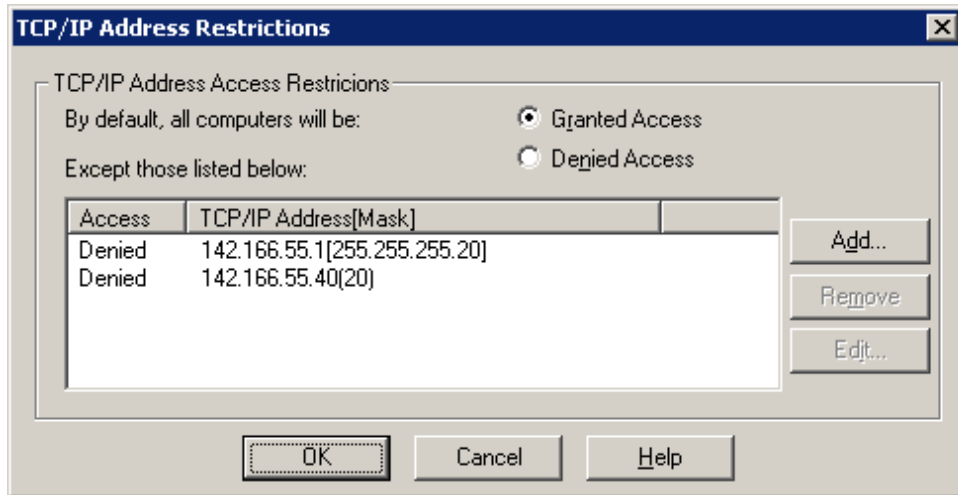 TCP/IP Address Restrictions
TCP/IP Address Access Restricions
By default, all computers will be:
Granted Access
Denied Access
Except those listed below:
Access TCP/IP Address[Mask]
Denied 142.166.55.1[255.255.255.20]
Denied 142.166.55.40(20)
Add...
Remove
Edit...
OK Cancel Help